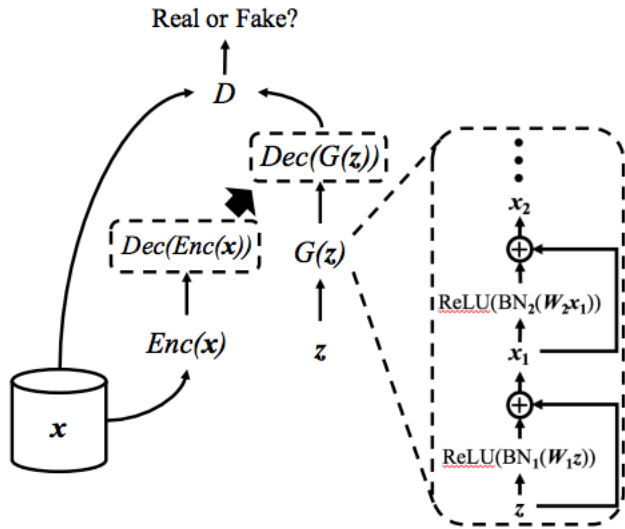 Real or Fake?
D
Dec(G(z))
Dec(Enc(x))
G(z)
Enc(x)
z
x
x₂
ReLU(BN₂(W₂x₁))
x₁
ReLU(BN₁(W₁z))
z